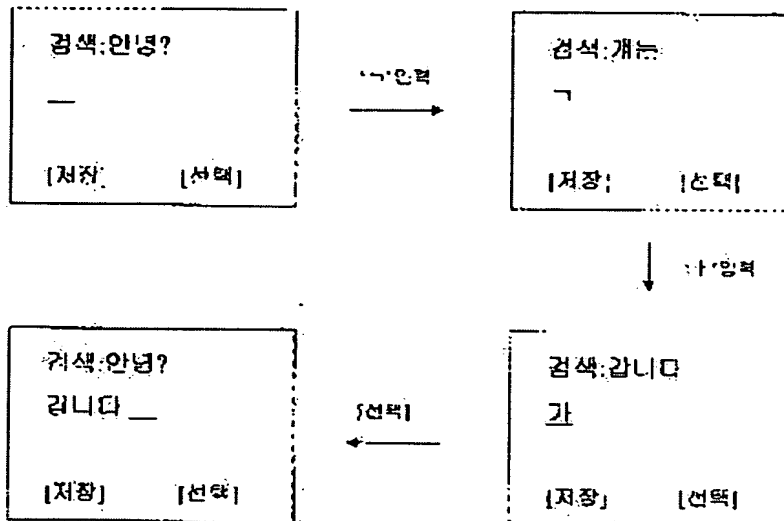 검색:안녕?
[저장] [선택]
'ㄱ'입력
검색:걔는
ㄱ
[저장] [선택]
'ㅏ'입력
검색:갑니다
가
[저장] [선택]
[선택]
검색:안녕?
갑니다
[저장] [선택]